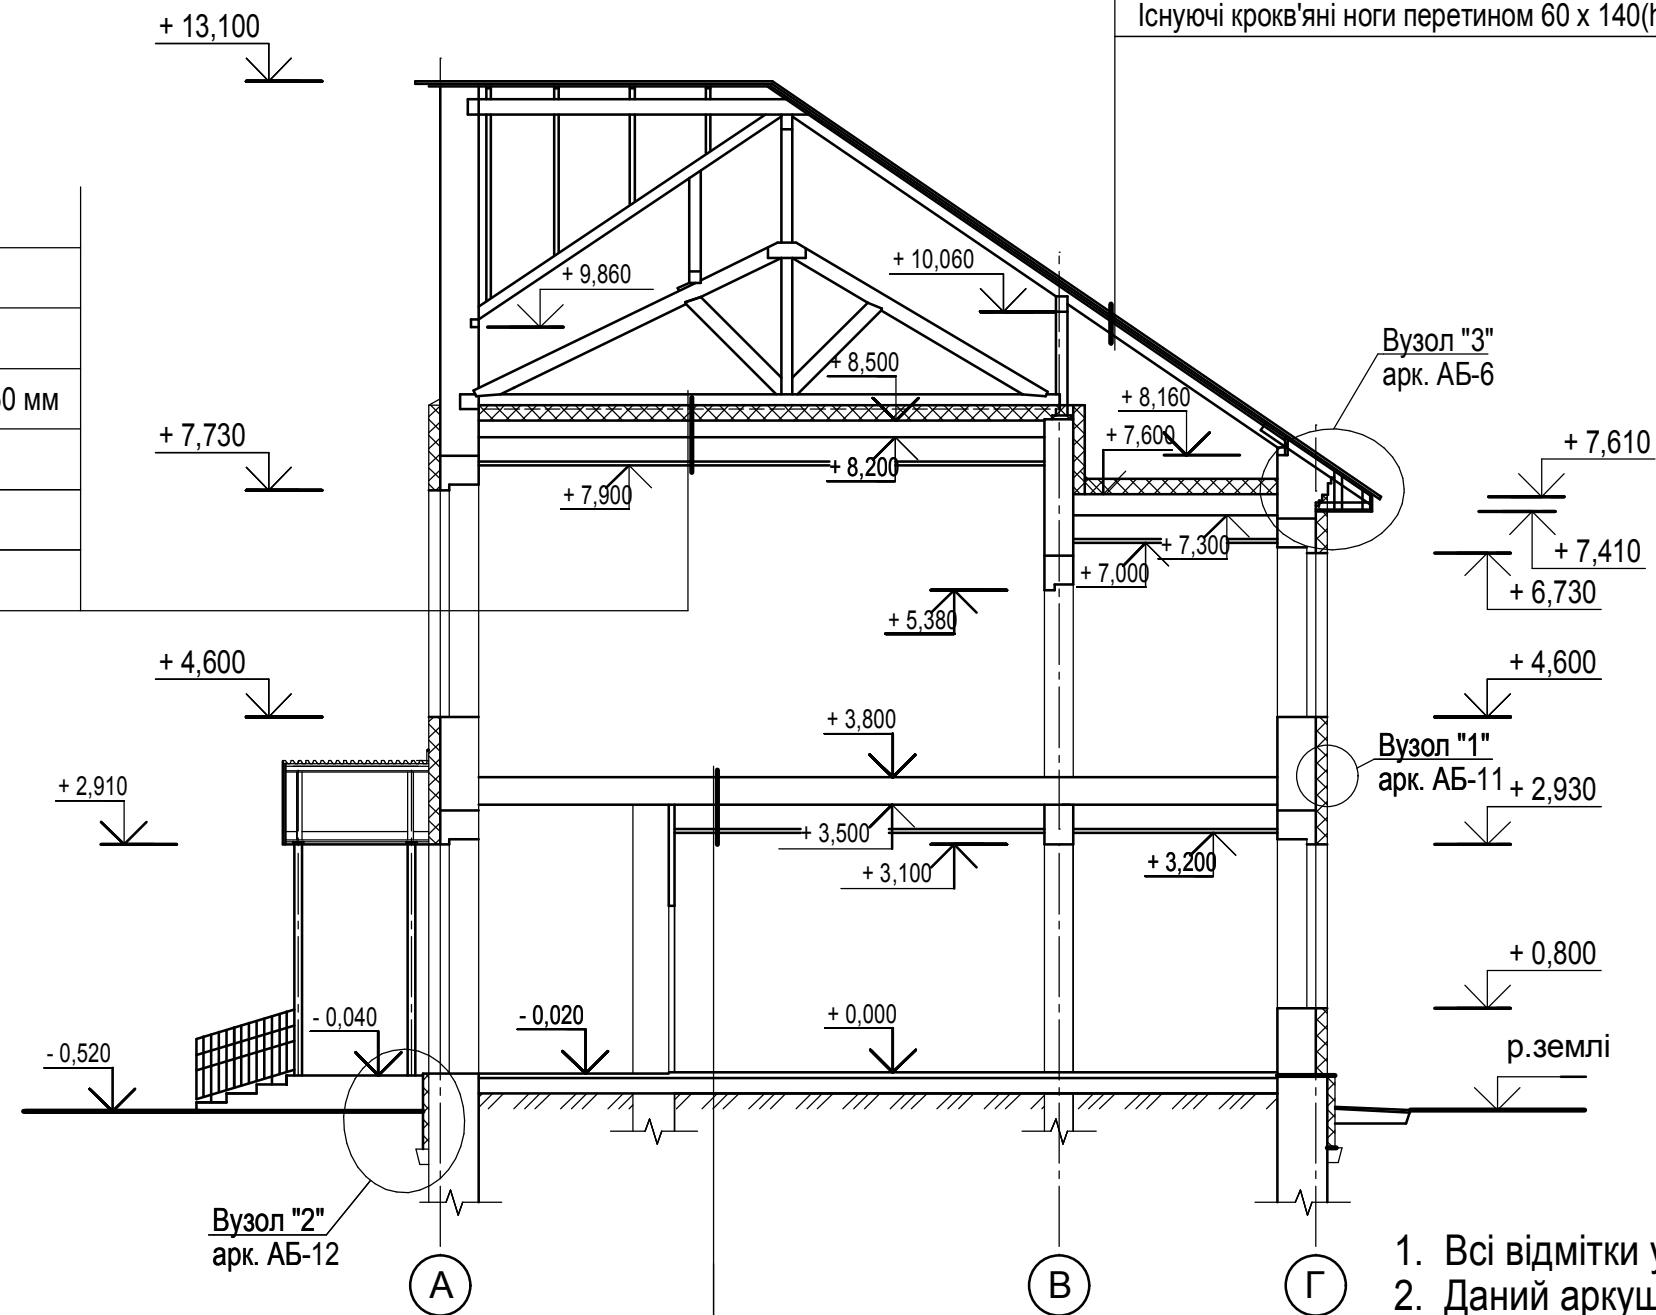 Існуючі крокв'яні ноги перетином 60 х 140(h
+ 13,100
+ 9,860
+ 10,060
Вузол "3"
арк. АБ-6
+ 8,500
+ 8,160
0 мм
+ 7,730
+ 7,600
+ 7,610
+ 8,200
+ 7,900
+ 7,300
+ 7,410
+ 7,000
+ 6,730
+ 5,380
+ 4,600
+ 4,600
+ 3,800
Вузол "1"
арк. АБ-11
+ 2,910
+ 2,930
+ 3,500
+ 3,100
+ 3,200
+ 0,800
- 0,040
- 0,020
+ 0,000
- 0,520
р.землі
Вузол "2"
арк. АБ-12
А
В
Г
1. Всі відмітки у
2. Даний аркуш